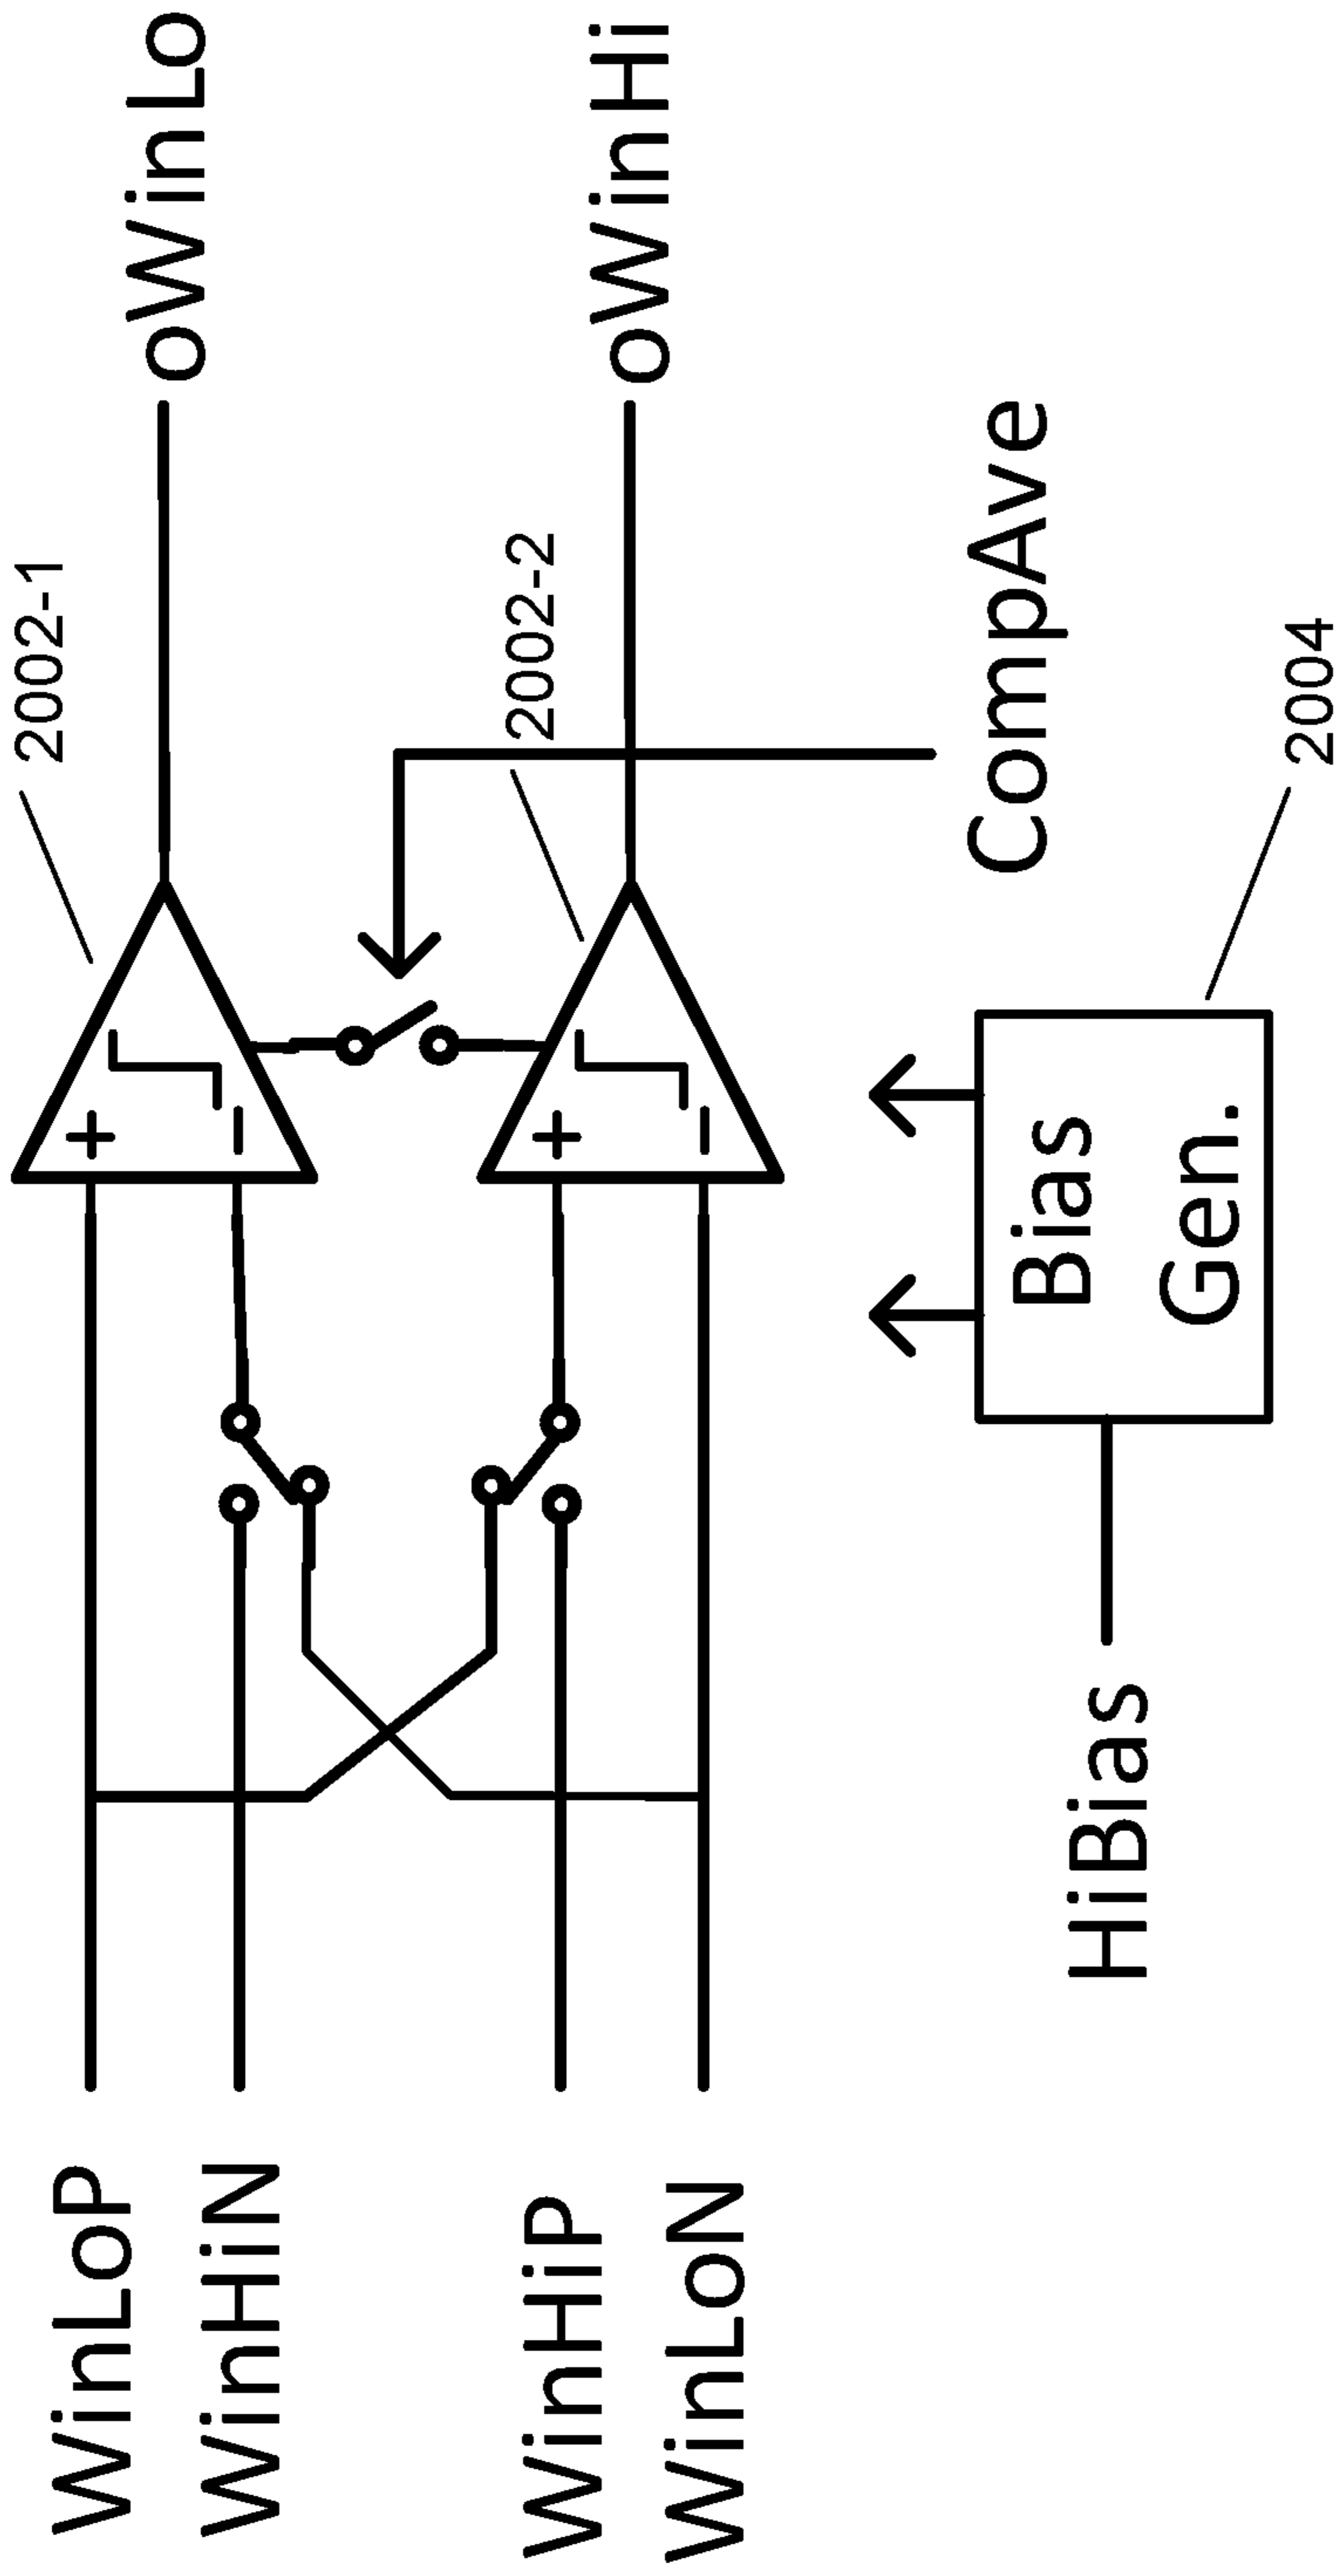 2002-1
oWinLo
WinLoP
+
−
WinHiN
2002-2
oWinHi
WinHiP
+
−
WinLoN
CompAve
HiBias
Bias
Gen.
2004